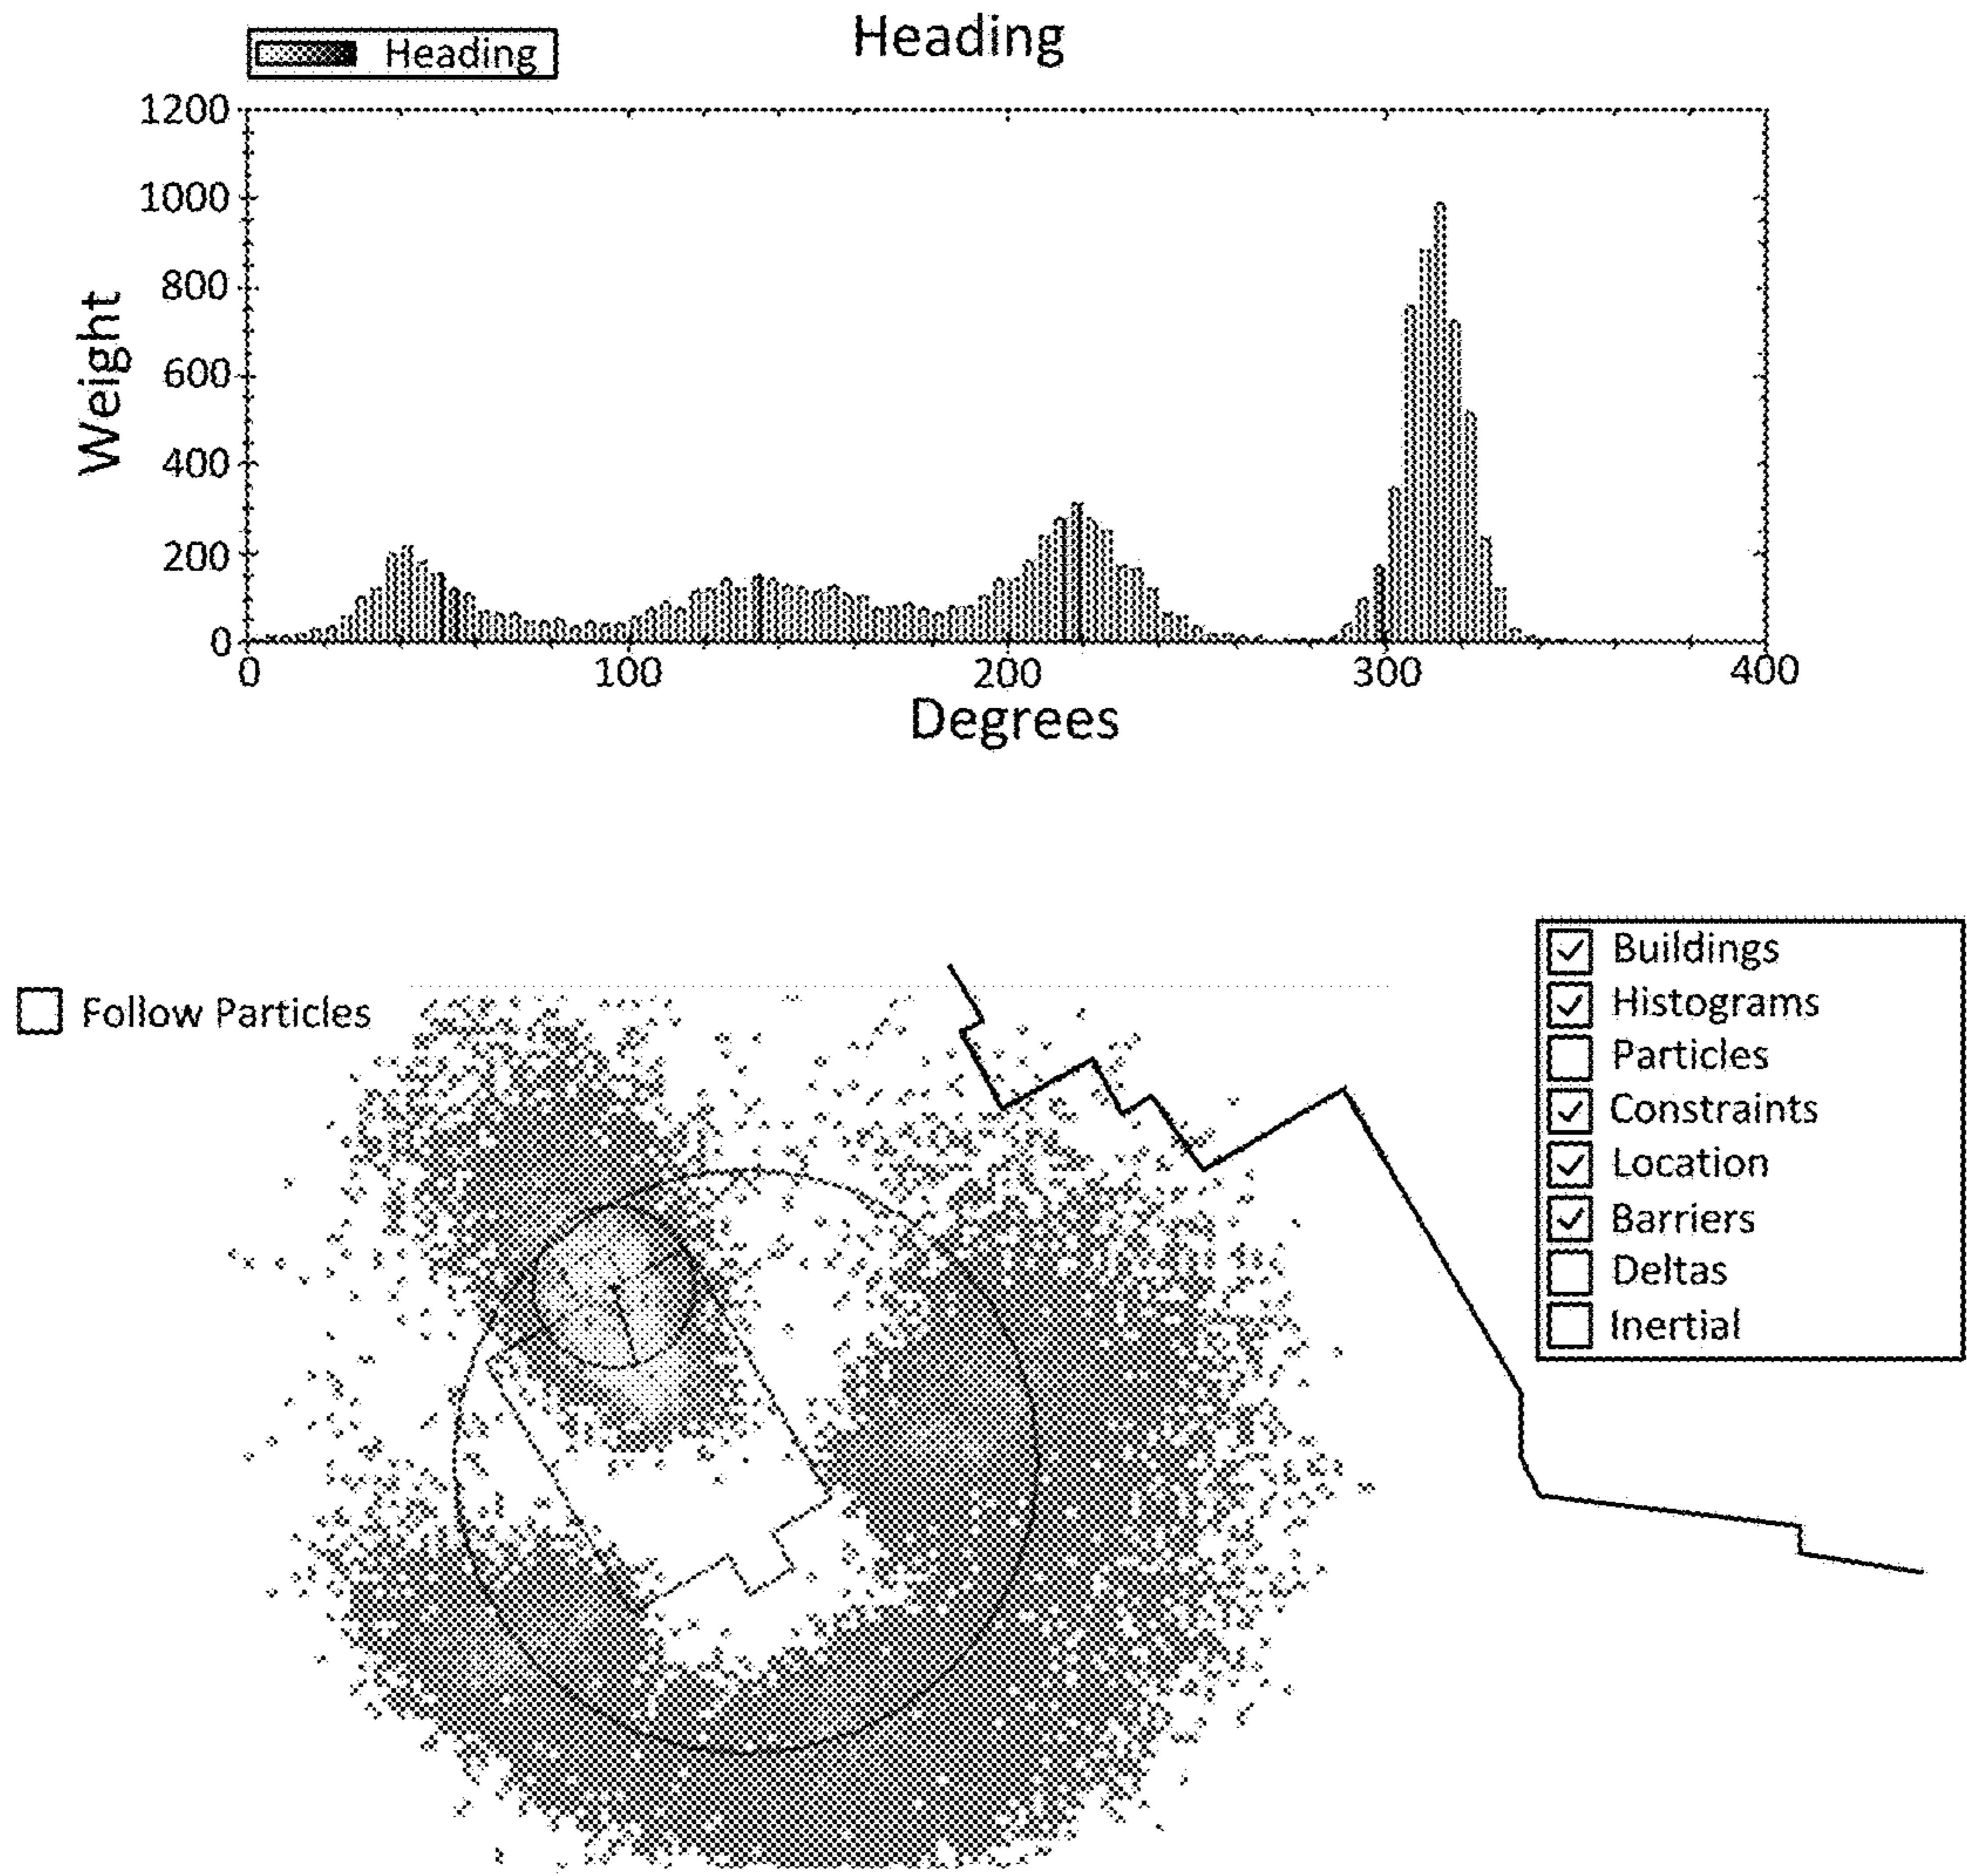 Heading
Heading
1200
1000
800
600
400
200
0
Weight
0 100 200 300 400
Degrees
Follow Particles
Buildings
Histograms
Particles
Constraints
Location
Barriers
Deltas
Inertial